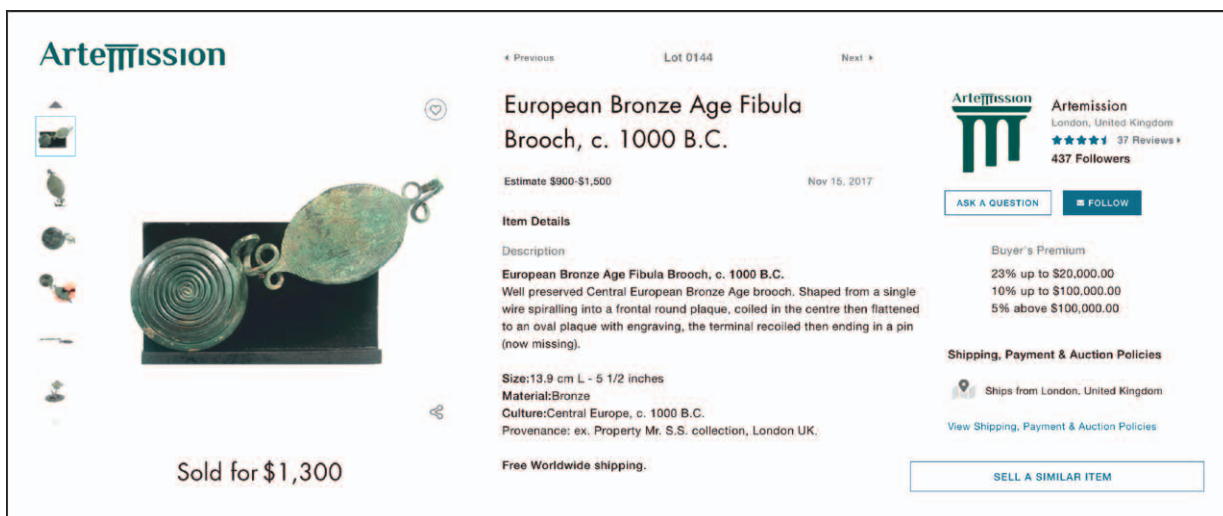 Artemission
Previous
Lot 0144
Next
European Bronze Age Fibula
Brooch, c. 1000 B.C.
Estimate $900-$1,500
Nov 15, 2017
Item Details
Description
European Bronze Age Fibula Brooch, c. 1000 B.C.
Well preserved Central European Bronze Age brooch. Shaped from a single
wire spiralling into a frontal round plaque, coiled in the centre then flattened
to an oval plaque with engraving, the terminal recoiled then ending in a pin
(now missing).
Size:13.9 cm L - 5 1/2 inches
Material:Bronze
Culture:Central Europe, c. 1000 B.C.
Provenance: ex. Property Mr. S.S. collection, London UK.
Free Worldwide shipping.
Sold for $1,300
Artemission
Artemission
London, United Kingdom
37 Reviews
437 Followers
ASK A QUESTION
FOLLOW
Buyer's Premium
23% up to $20,000.00
10% up to $100,000.00
5% above $100,000.00
Shipping, Payment & Auction Policies
Ships from London, United Kingdom
View Shipping, Payment & Auction Policies
SELL A SIMILAR ITEM